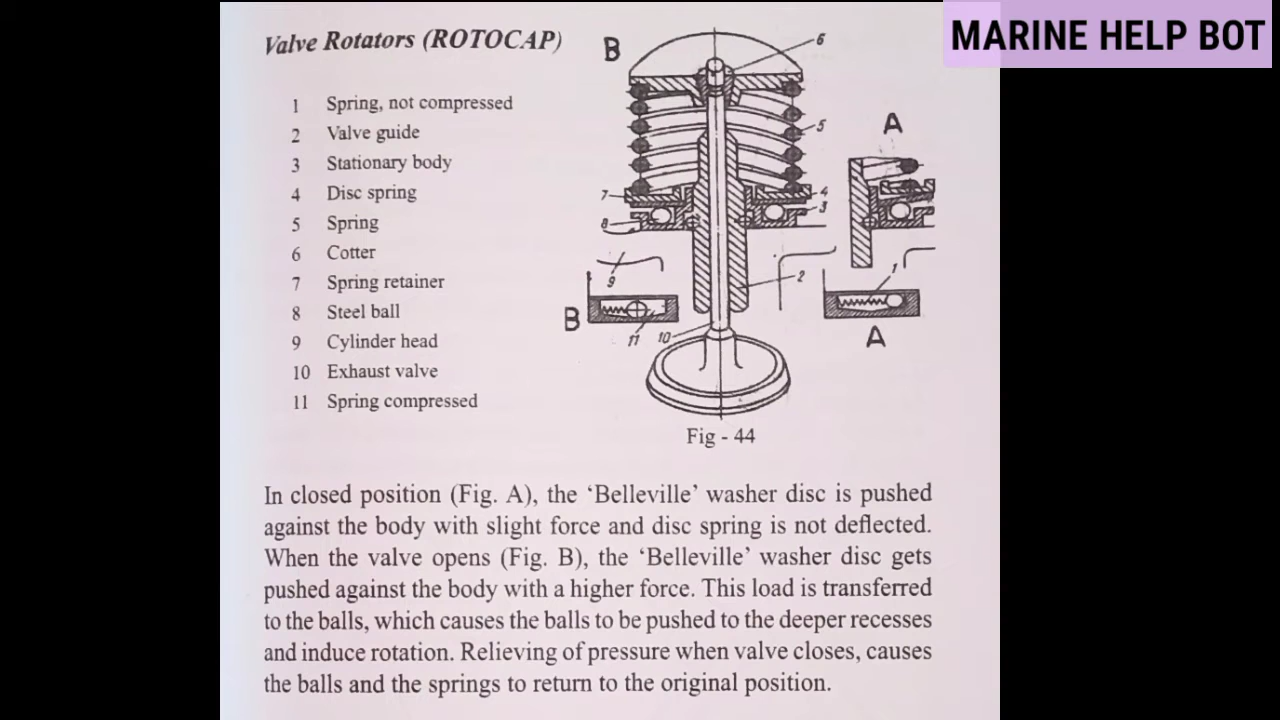 MARINE HELP BOT
Valve Rotators (ROTOCAP)
1 Spring, not compressed
2 Valve guide
3 Stationary body
4 Disc spring
5 Spring
6 Cotter
7 Spring retainer
8 Steel ball
9 Cylinder head
10 Exhaust valve
11 Spring compressed
B
6
5
A
7
4
3
8
9
2
1
B
11
10
A
Fig - 44
In closed position (Fig. A), the ‘Belleville’ washer disc is pushed
against the body with slight force and disc spring is not deflected.
When the valve opens (Fig. B), the ‘Belleville’ washer disc gets
pushed against the body with a higher force. This load is transferred
to the balls, which causes the balls to be pushed to the deeper recesses
and induce rotation. Relieving of pressure when valve closes, causes
the balls and the springs to return to the original position.